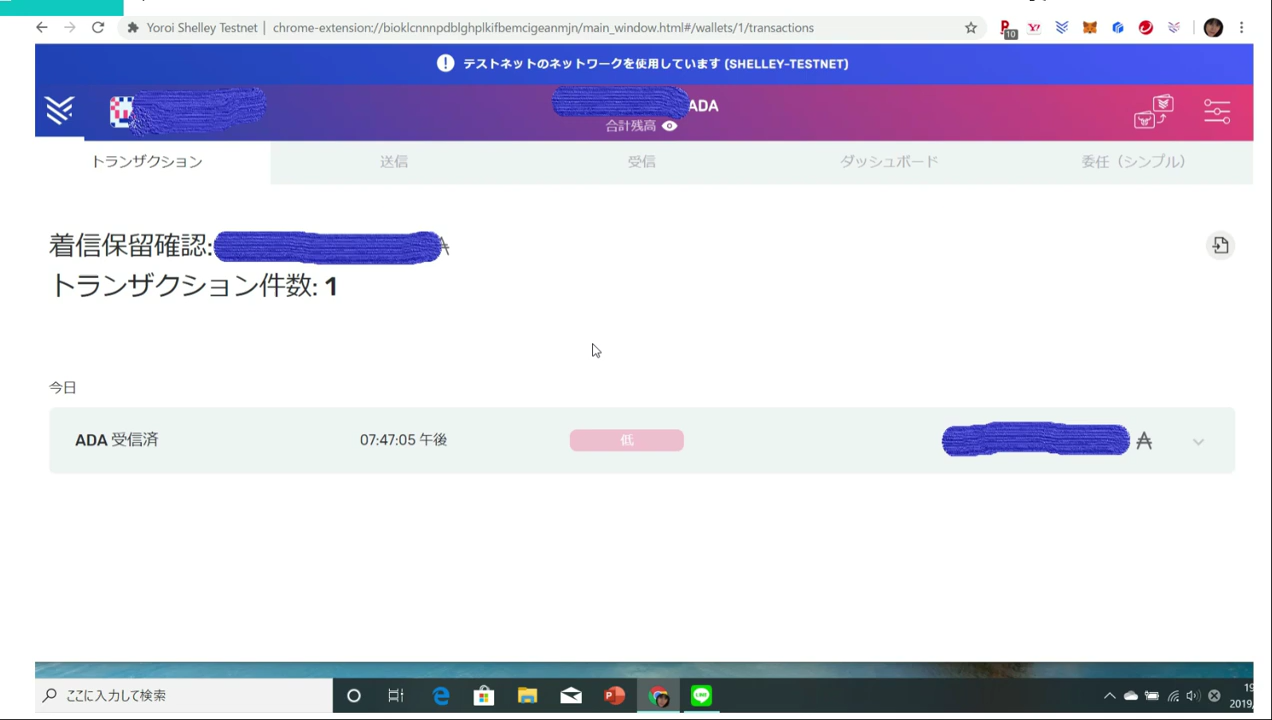 Yoroi Shelley Testnet | chrome-extension://bioklcnnnpdblghplkifbemcigeanmjn/main_window.html#/wallets/1/transactions
10
テストネットのネットワークを使用しています (SHELLEY-TESTNET)
ADA
合計残高
トランザクション 送信 受信 ダッシュボード 委任（シンプル）
着信保留確認:
トランザクション件数: 1
今日
ADA 受信済 07:47:05 午後 低
ここに入力して検索
LINE
19
2019